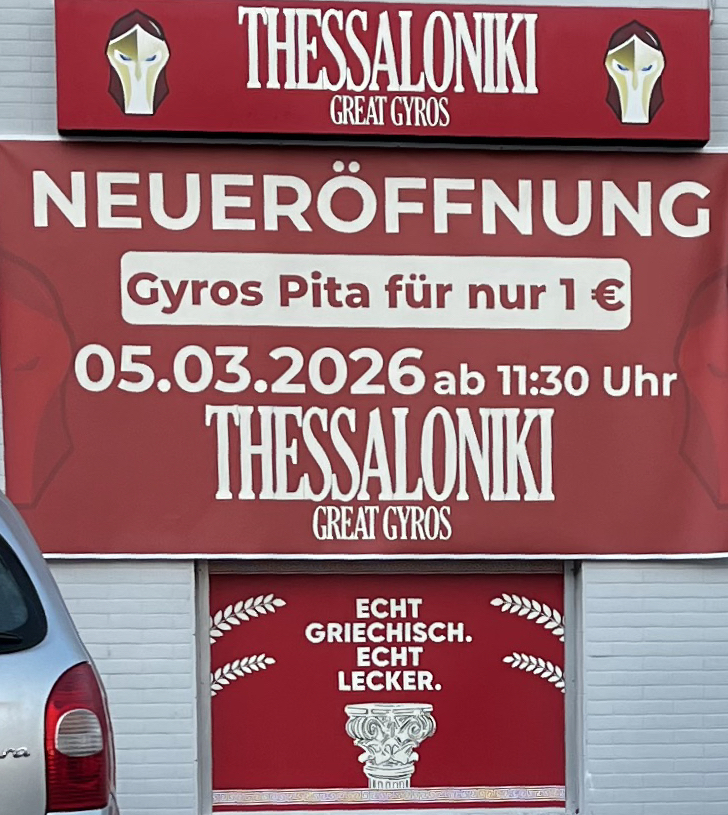 THESSALONIKI
GREAT GYROS
NEUERÖFFNUNG
Gyros Pita für nur 1 €
05.03.2026 ab 11:30 Uhr
THESSALONIKI
GREAT GYROS
ECHT
GRIECHISCH.
ECHT
LECKER.